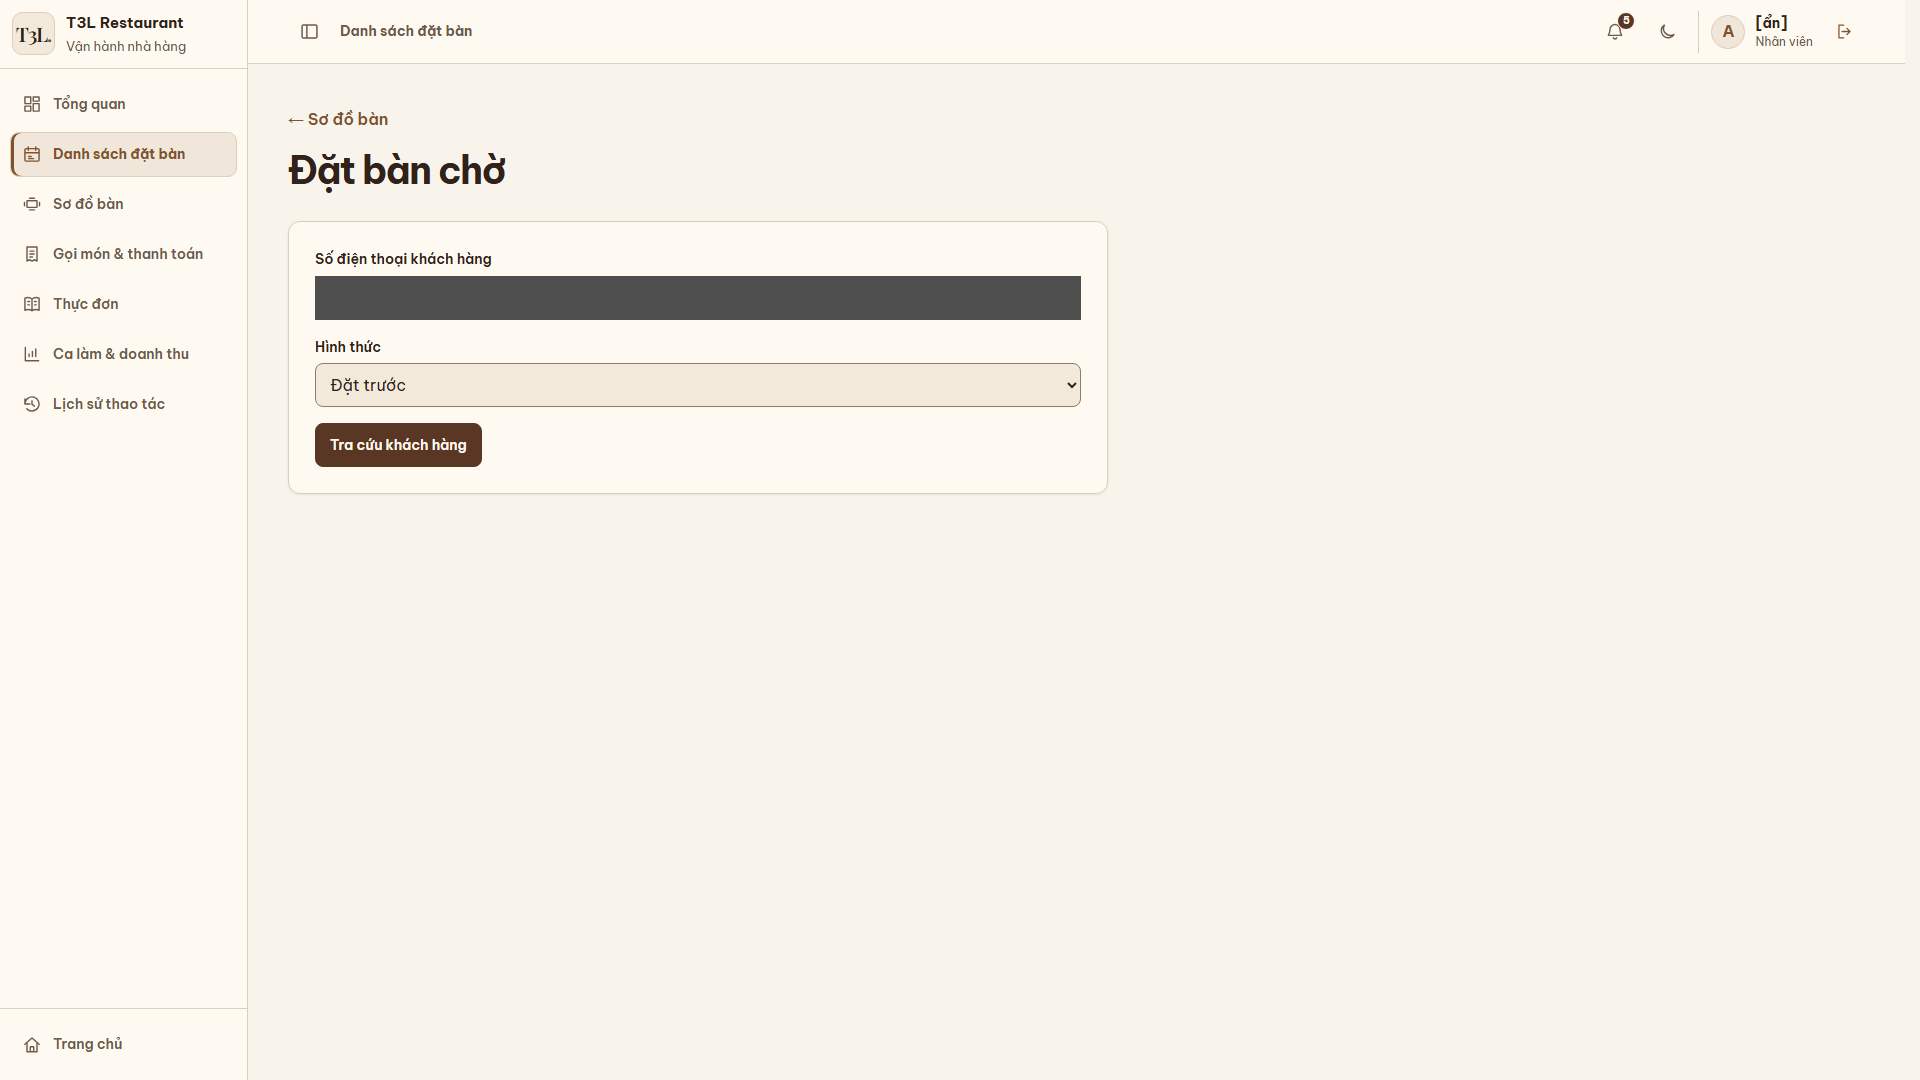 T3L
T3L Restaurant
Vận hành nhà hàng
Tổng quan
Danh sách đặt bàn
Sơ đồ bàn
Gọi món & thanh toán
Thực đơn
Ca làm & doanh thu
Lịch sử thao tác
Trang chủ
Danh sách đặt bàn
5
A
[ẩn]
Nhân viên
← Sơ đồ bàn
Đặt bàn chờ
Số điện thoại khách hàng
Hình thức
Đặt trước
Tra cứu khách hàng